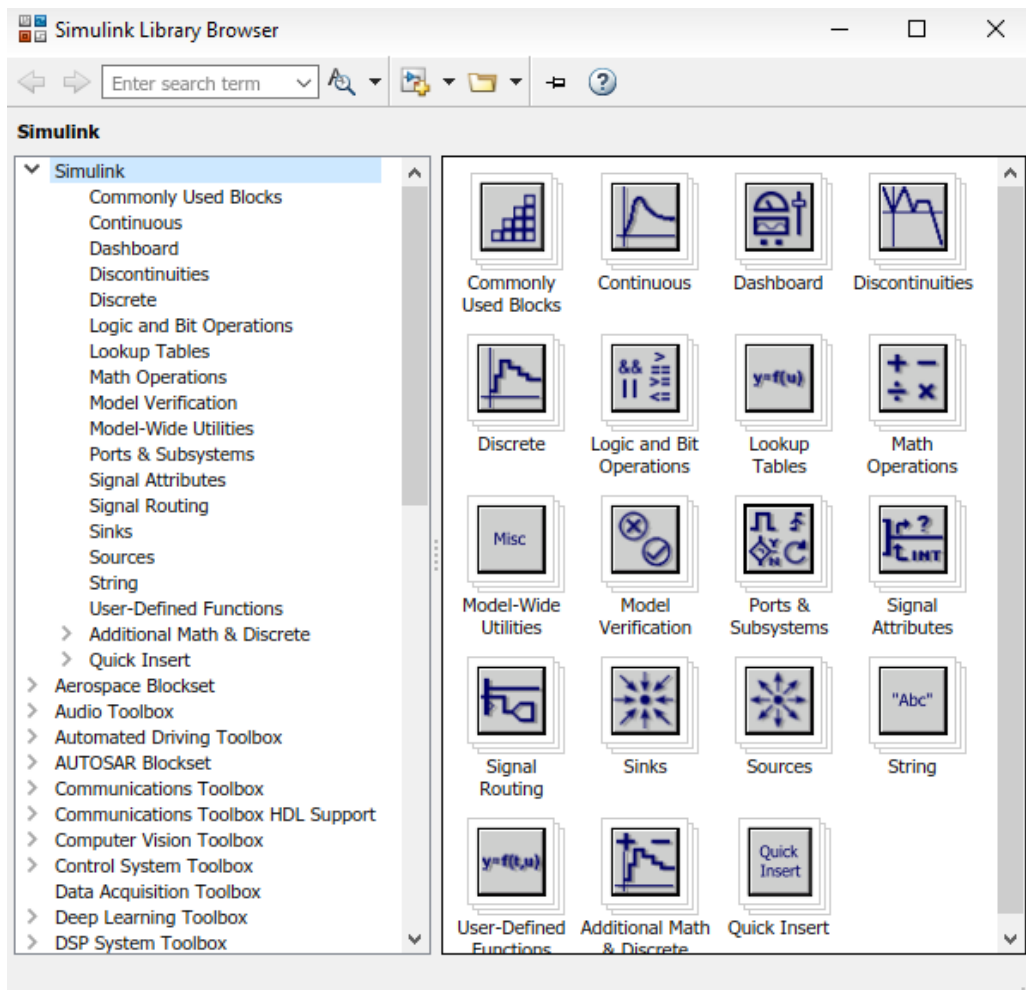 Simulink Library Browser
Enter search term
Simulink
Simulink
Commonly Used Blocks
Continuous
Dashboard
Discontinuities
Discrete
Logic and Bit Operations
Lookup Tables
Math Operations
Model Verification
Model-Wide Utilities
Ports & Subsystems
Signal Attributes
Signal Routing
Sinks
Sources
String
User-Defined Functions
Additional Math & Discrete
Quick Insert
Aerospace Blockset
Audio Toolbox
Automated Driving Toolbox
AUTOSAR Blockset
Communications Toolbox
Communications Toolbox HDL Support
Computer Vision Toolbox
Control System Toolbox
Data Acquisition Toolbox
Deep Learning Toolbox
DSP System Toolbox
Commonly
Used Blocks
Continuous
Dashboard
Discontinuities
&& > == 
|| >= <=
y=f(u)
+ −
÷ ×
Discrete
Logic and Bit
Operations
Lookup
Tables
Math
Operations
Misc
Y
N
?
INT
Model-Wide
Utilities
Model
Verification
Ports &
Subsystems
Signal
Attributes
"Abc"
Signal
Routing
Sinks
Sources
String
y=f(t,u)
Quick
Insert
User-Defined
Functions
Additional Math
& Discrete
Quick Insert